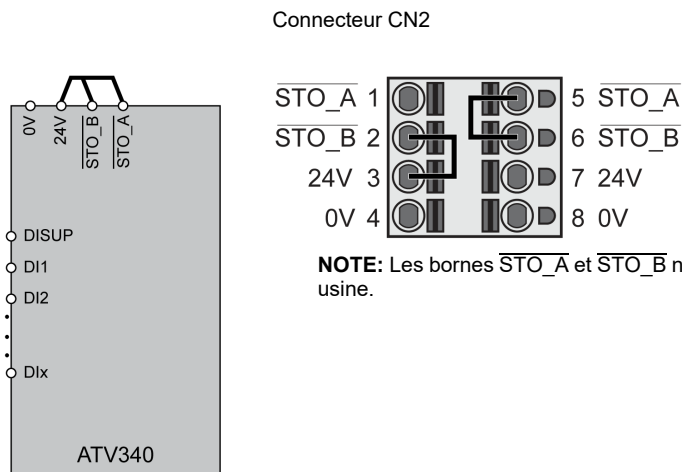 Connecteur CN2
0V
24V
STO_B
STO_A
DISUP
DI1
DI2
DIx
ATV340
STO_A 1
5 STO_A
STO_B 2
6 STO_B
24V 3
7 24V
0V 4
8 0V
NOTE: Les bornes STO_A et STO_B
usine.